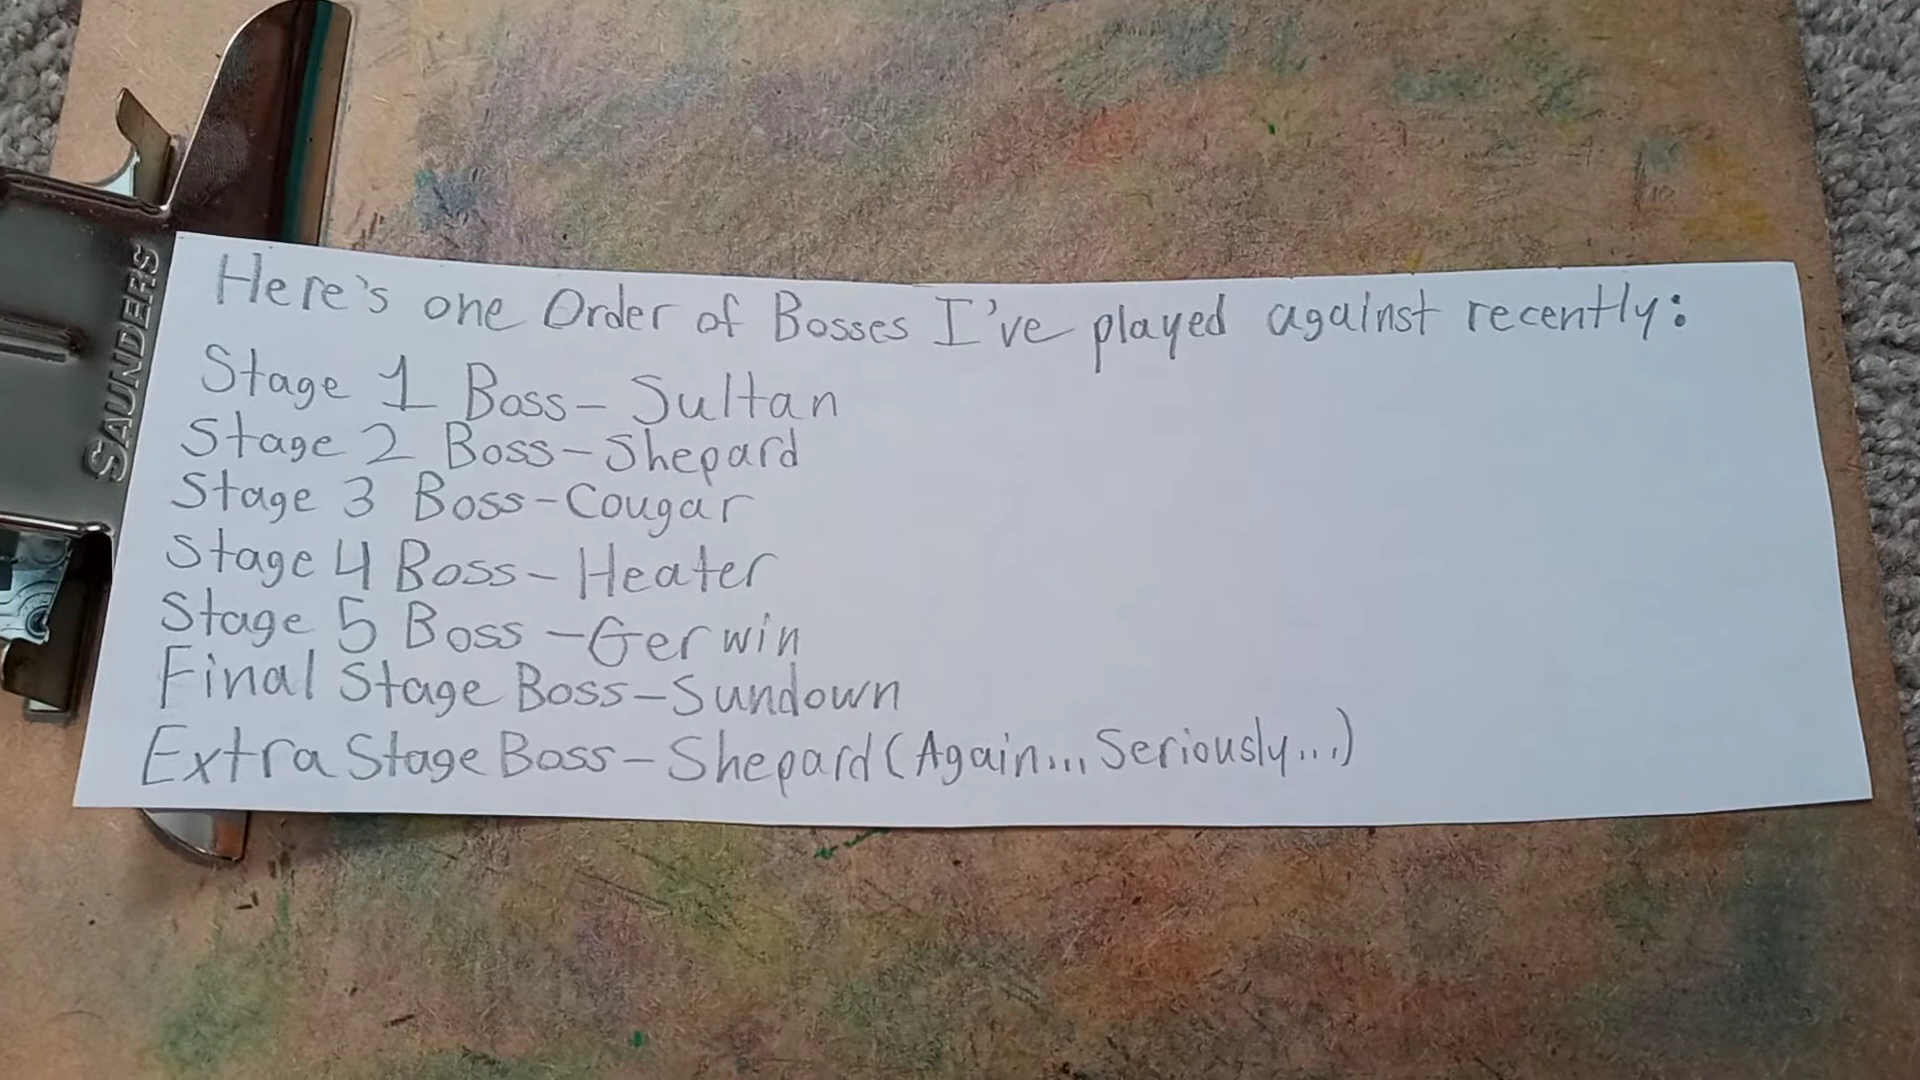 SAUNDERS
Here's one Order of Bosses I've played against recently:
Stage 1 Boss-Sultan
Stage 2 Boss-Shepard
Stage 3 Boss-Cougar
Stage 4 Boss-Heater
Stage 5 Boss-Gerwin
Final Stage Boss-Sundown
Extra Stage Boss-Shepard (Again... Seriously...)